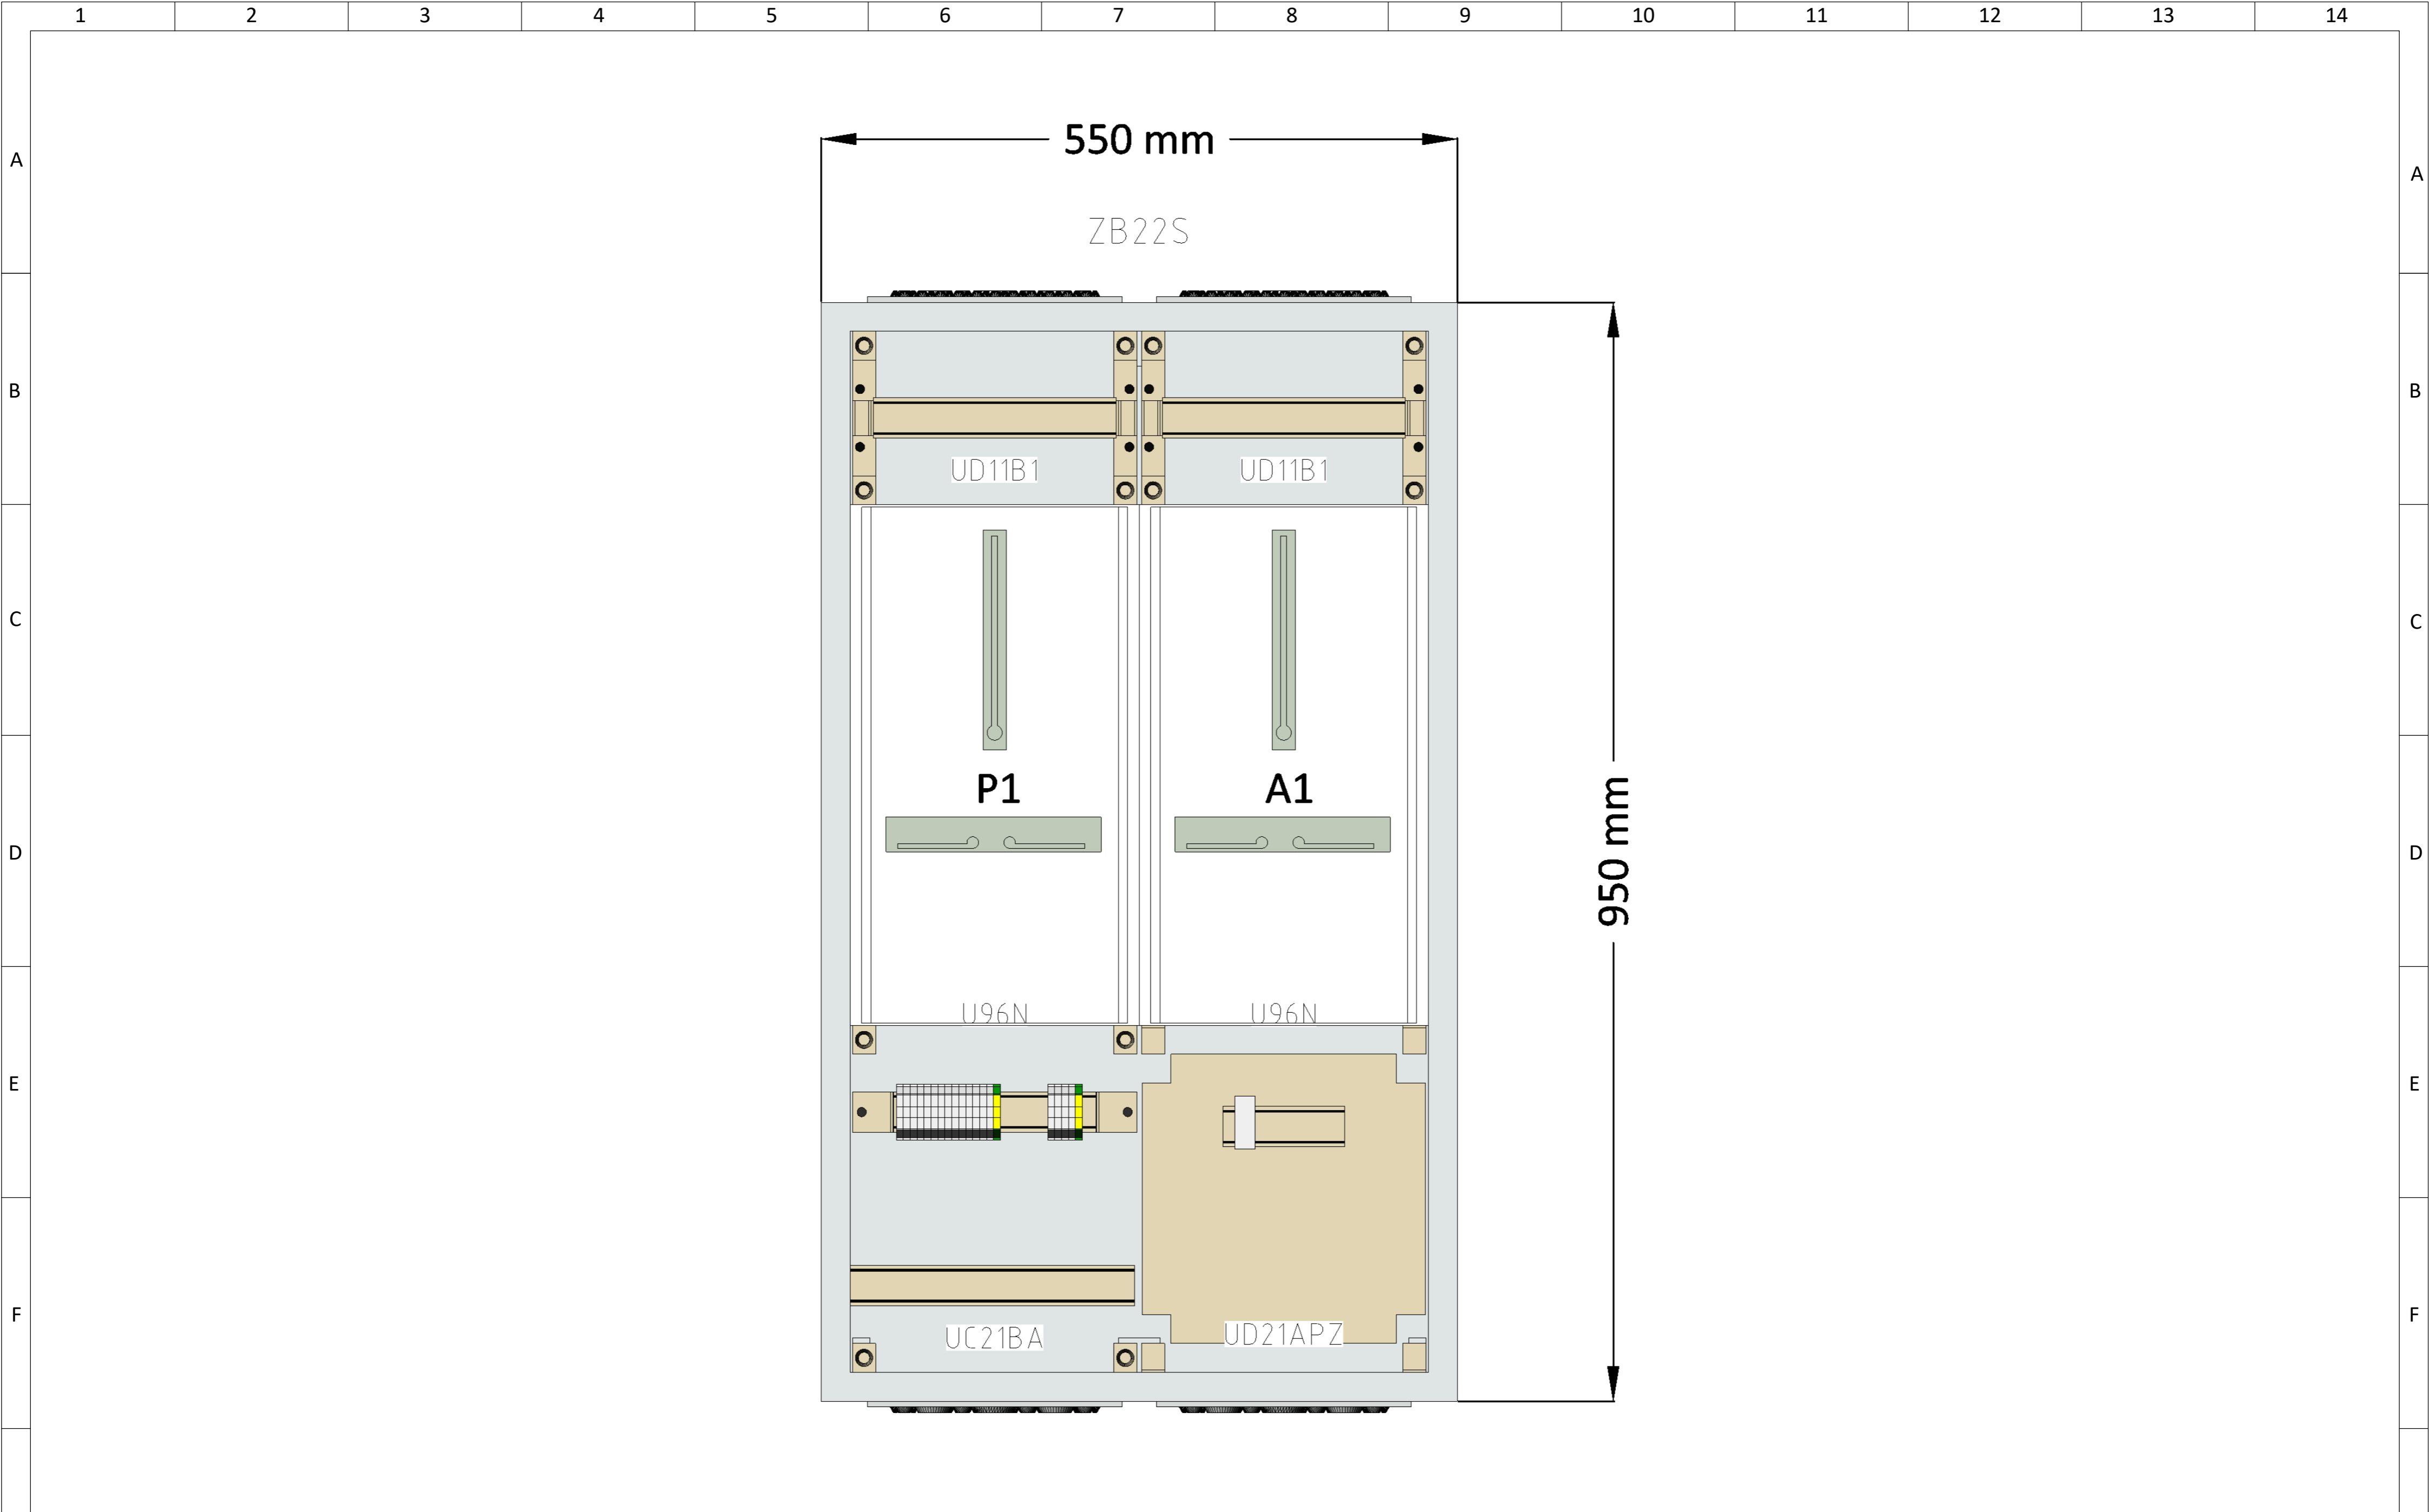 1 2 3 4 5 6 7 8 9 10 11 12 13 14
550 mm
A A
ZB22S
B B
UD11B1 UD11B1
C C
P1 A1
950 mm
D D
U96N U96N
E E
F F
UC21BA UD21APZ